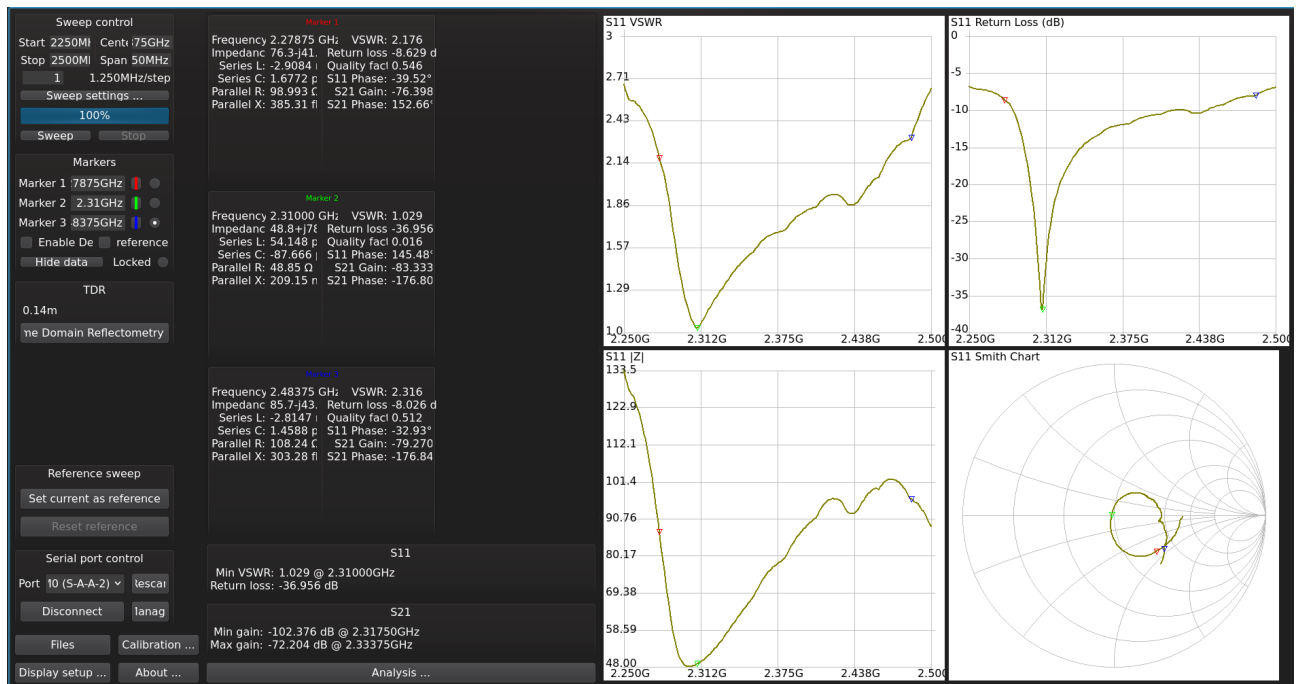 Sweep control
Start 2250MH Cente :75GHz
Stop 2500MI Span 50MHz
1 1.250MHz/step
Sweep settings ...
100%
Sweep Stop
Markers
Marker 1 :7875GHz
Marker 2 2.31GHz
Marker 3 :8375GHz
Enable De reference
Hide data Locked
TDR
0.14m
ne Domain Reflectometry
Reference sweep
Set current as reference
Reset reference
Serial port control
Port 10 (S-A-A-2) lescar
Disconnect lanag
Files Calibration ...
Display setup ... About ...
Marker 1
Frequency 2.27875 GHz VSWR: 2.176
Impedanc 76.3-j41. Return loss -8.629 d
Series L: -2.9084 Quality fact 0.546
Series C: 1.6772 p S11 Phase: -39.52°
Parallel R: 98.993 Ω S21 Gain: -76.398
Parallel X: 385.31 fl S21 Phase: 152.66°
Marker 2
Frequency 2.31000 GHz VSWR: 1.029
Impedanc 48.8+j78 Return loss -36.956
Series L: 54.148 p Quality fact 0.016
Series C: -87.666 S11 Phase: 145.48°
Parallel R: 48.85 Ω S21 Gain: -83.333
Parallel X: 209.15 n S21 Phase: -176.80
Marker 3
Frequency 2.48375 GHz VSWR: 2.316
Impedanc 85.7-j43. Return loss -8.026 d
Series L: -2.8147 Quality fact 0.512
Series C: 1.4588 p S11 Phase: -32.93°
Parallel R: 108.24 Ω S21 Gain: -79.270
Parallel X: 303.28 fl S21 Phase: -176.84
S11
Min VSWR: 1.029 @ 2.31000GHz
Return loss: -36.956 dB
S21
Min gain: -102.376 dB @ 2.31750GHz
Max gain: -72.204 dB @ 2.33375GHz
Analysis ...
S11 VSWR
3
2.71
2.43
2.14
1.86
1.57
1.29
1.0
2.250G 2.312G 2.375G 2.438G 2.500
S11 Return Loss (dB)
0
-5
-10
-15
-20
-25
-30
-35
-40
2.250G 2.312G 2.375G 2.438G 2.500
S11 |Z|
133.5
122.9
112.1
101.4
90.76
80.17
69.38
58.59
48.00
2.250G 2.312G 2.375G 2.438G 2.500
S11 Smith Chart